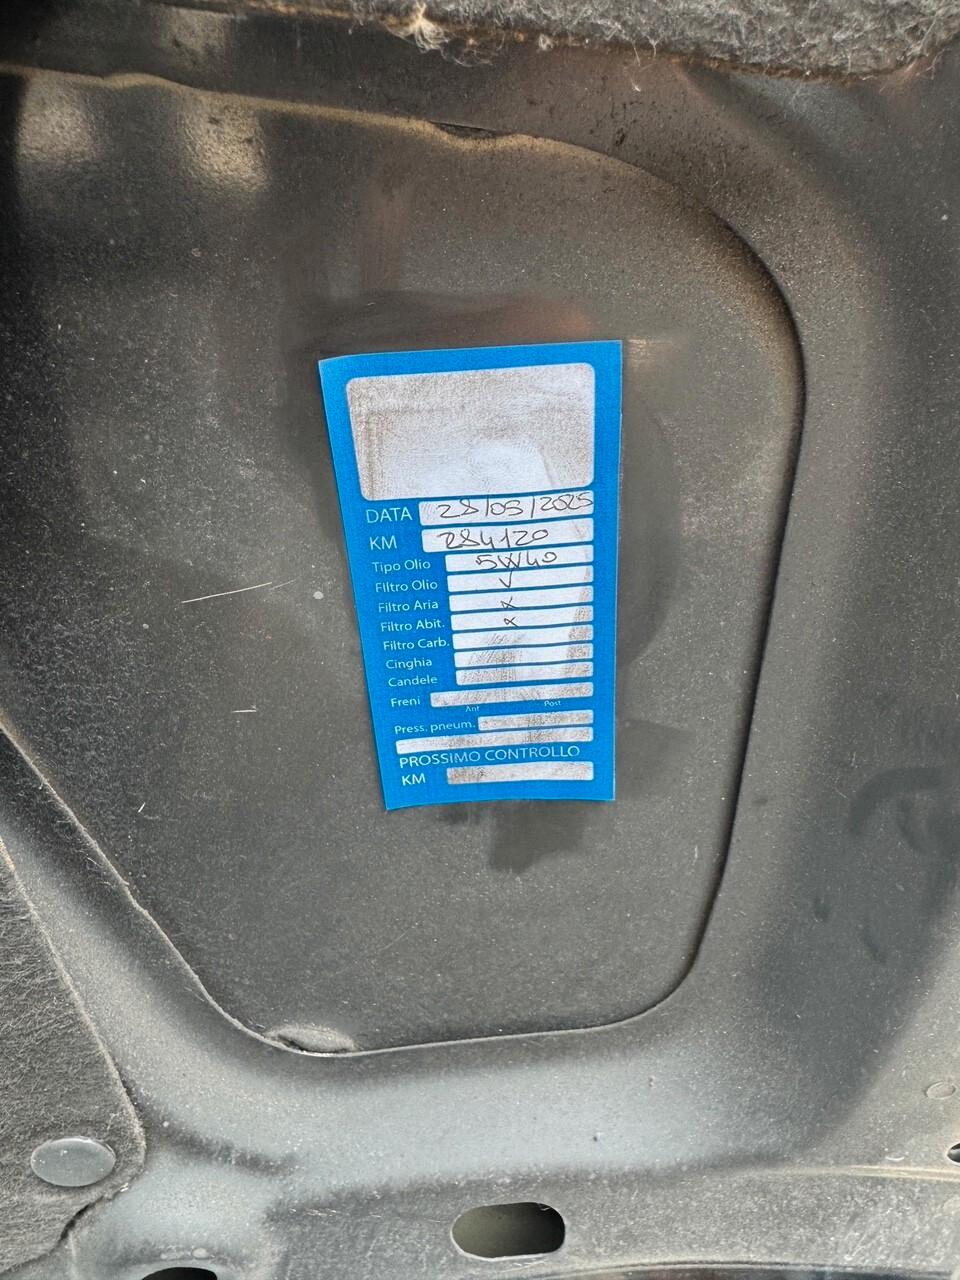 DATA 28/05/2025
KM 284120
Tipo Olio 5W40
FIltro Olio ✓
Filtro Aria x
Filtro Abit. x
Filtro Carb.
Cinghia
Candele
Freni
Ant Post
Press. pneum.
PROSSIMO CONTROLLO
KM